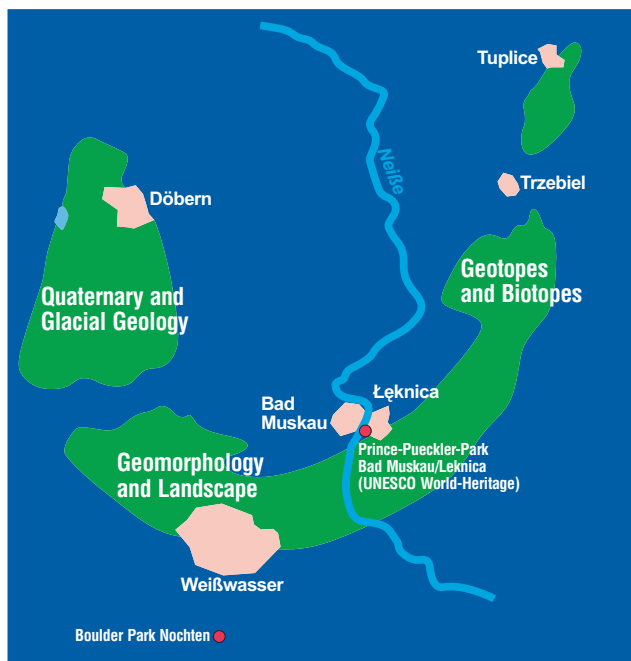 Tuplice
Neiße
Trzebiel
Döbern
Geotopes
and Biotopes
Quaternary and
Glacial Geology
Łęknica
Bad
Muskau
Prince-Pueckler-Park
Bad Muskau/Leknica
(UNESCO World-Heritage)
Geomorphology
and Landscape
Weißwasser
Boulder Park Nochten